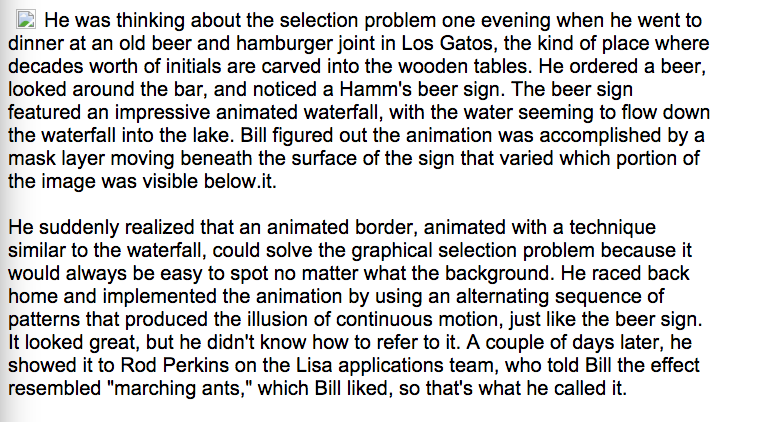 He was thinking about the selection problem one evening when he went to
dinner at an old beer and hamburger joint in Los Gatos, the kind of place where
decades worth of initials are carved into the wooden tables. He ordered a beer,
looked around the bar, and noticed a Hamm's beer sign. The beer sign
featured an impressive animated waterfall, with the water seeming to flow down
the waterfall into the lake. Bill figured out the animation was accomplished by a
mask layer moving beneath the surface of the sign that varied which portion of
the image was visible below.it.
He suddenly realized that an animated border, animated with a technique
similar to the waterfall, could solve the graphical selection problem because it
would always be easy to spot no matter what the background. He raced back
home and implemented the animation by using an alternating sequence of
patterns that produced the illusion of continuous motion, just like the beer sign.
It looked great, but he didn't know how to refer to it. A couple of days later, he
showed it to Rod Perkins on the Lisa applications team, who told Bill the effect
resembled "marching ants," which Bill liked, so that's what he called it.